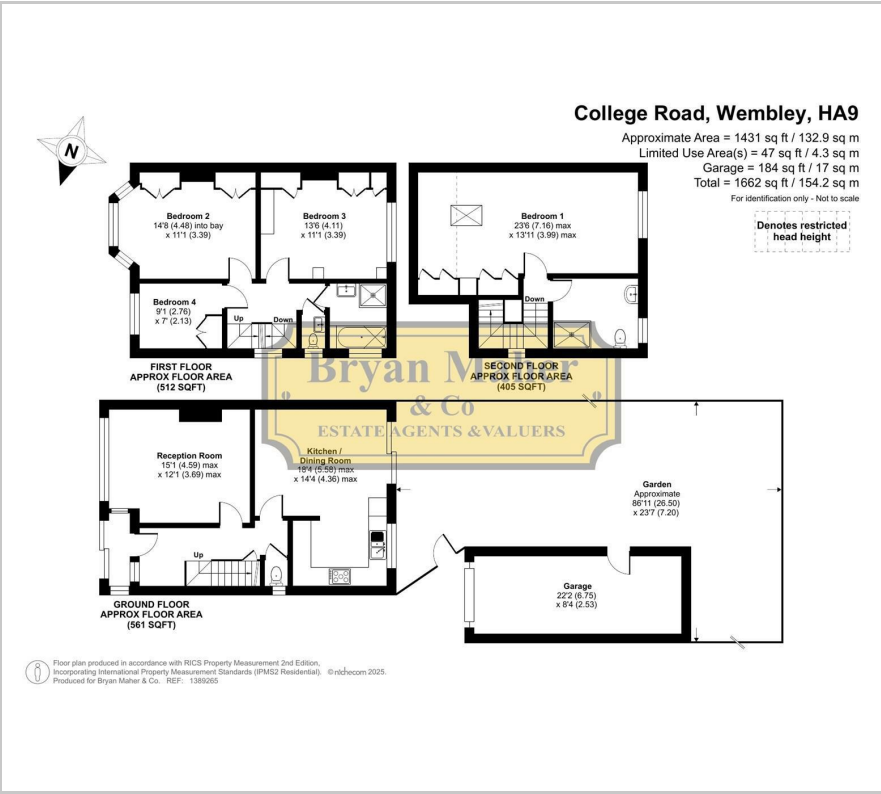 College Road, Wembley, HA9
Approximate Area = 1431 sq ft / 132.9 sq m
Limited Use Area(s) = 47 sq ft / 4.3 sq m
Garage = 184 sq ft / 17 sq m
Total = 1662 sq ft / 154.2 sq m
For identification only - Not to scale
Denotes restricted
head height
N
Bedroom 2
14'8 (4.48) into bay
x 11'1 (3.39)
Bedroom 3
13'6 (4.11)
x 11'1 (3.39)
Bedroom 4
9'1 (2.76)
x 7' (2.13)
Up
Down
FIRST FLOOR
APPROX FLOOR AREA
(512 SQFT)
Bedroom 1
23'6 (7.16) max
x 13'11 (3.99) max
Down
SECOND FLOOR
APPROX FLOOR AREA
(405 SQFT)
Bryan Maher
& Co
ESTATE AGENTS & VALUERS
Reception Room
15'1 (4.59) max
x 12'1 (3.69) max
Kitchen /
Dining Room
18'4 (5.58) max
x 14'4 (4.36) max
Up
GROUND FLOOR
APPROX FLOOR AREA
(561 SQFT)
Garden
Approximate
86'11 (26.50)
x 23'7 (7.20)
Garage
22'2 (6.75)
x 8'4 (2.53)
Floor plan produced in accordance with RICS Property Measurement 2nd Edition,
Incorporating International Property Measurement Standards (IPMS2 Residential). © nichecom 2025.
Produced for Bryan Maher & Co. REF: 1389265